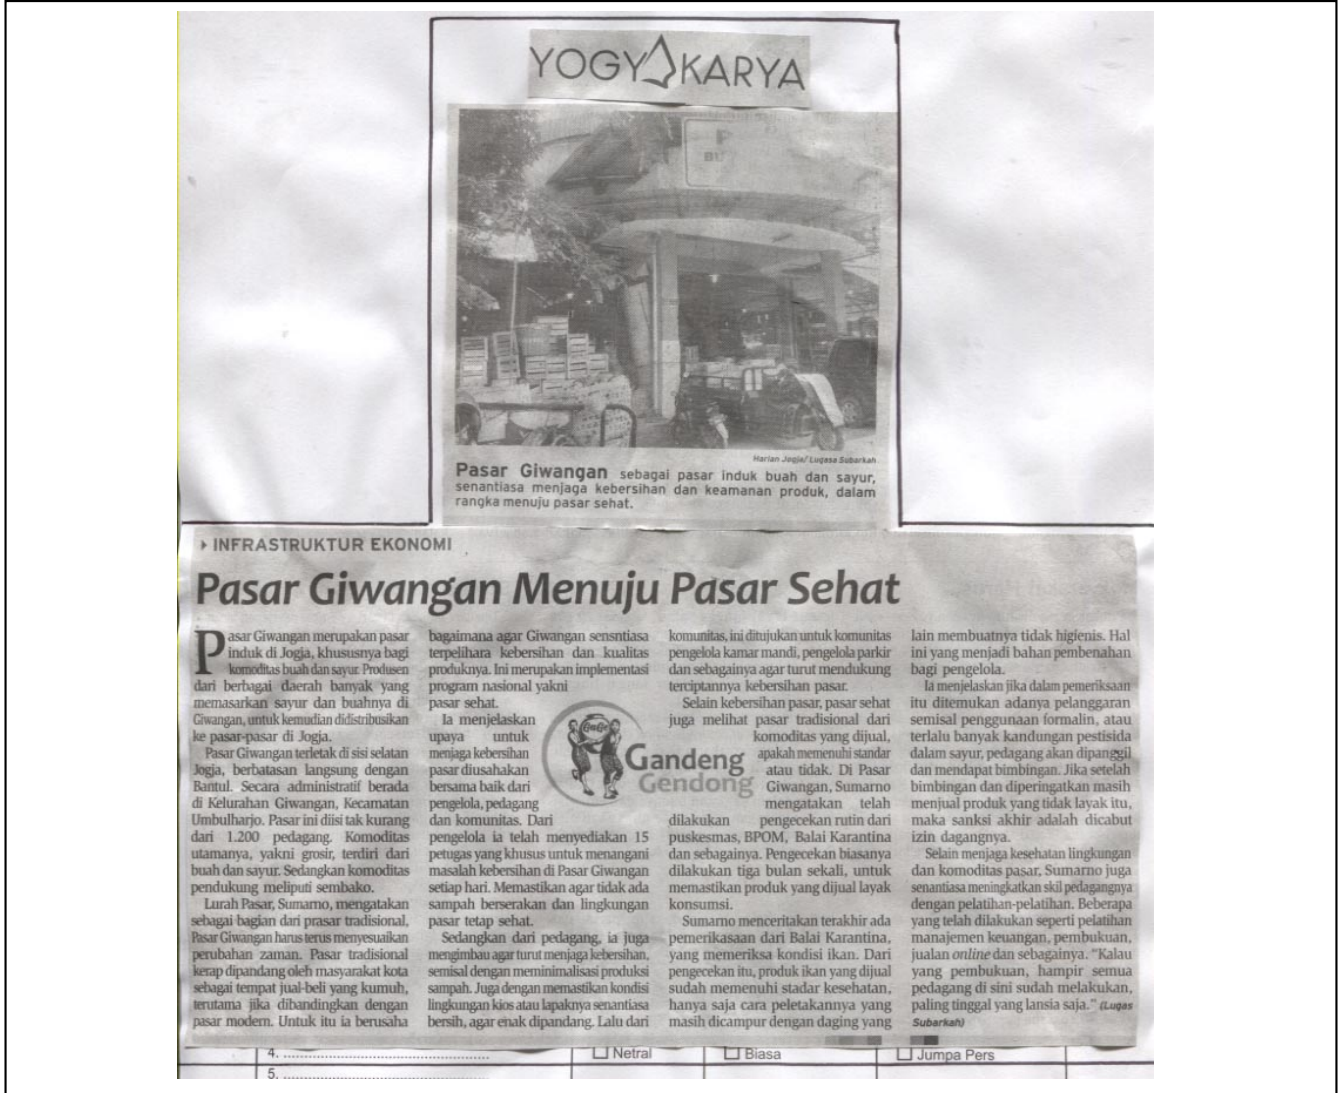 YOGYAKARYA
P
BU
Harian Jogja/ Lugasa Subarkah
Pasar Giwangan sebagai pasar induk buah dan sayur,
senantiasa menjaga kebersihan dan keamanan produk, dalam
rangka menuju pasar sehat.
INFRASTRUKTUR EKONOMI
Pasar Giwangan Menuju Pasar Sehat
Pasar Giwangan merupakan pasar
induk di Jogja, khususnya bagi
komoditas buah dan sayur. Produsen
dari berbagai daerah banyak yang
memasarkan sayur dan buahnya di
Giwangan, untuk kemudian didistribusikan
ke pasar-pasar di Jogja.
Pasar Giwangan terletak di sisi selatan
Jogja, berbatasan langsung dengan
Bantul. Secara administratif berada
di Kelurahan Giwangan, Kecamatan
Umbulharjo. Pasar ini diisi tak kurang
dari 1.200 pedagang. Komoditas
utamanya, yakni grosir, terdiri dari
buah dan sayur. Sedangkan komoditas
pendukung meliputi sembako.
Lurah Pasar, Sumarno, mengatakan
sebagai bagian dari prasar tradisional,
Pasar Giwangan harus terus menyesuaikan
perubahan zaman. Pasar tradisional
kerap dipandang oleh masyarakat kota
sebagai tempat jual-beli yang kumuh,
terutama jika dibandingkan dengan
pasar modern. Untuk itu ia berusaha
bagaimana agar Giwangan sensntiasa
terpelihara kebersihan dan kualitas
produknya. Ini merupakan implementasi
program nasional yakni
pasar sehat.
Ia menjelaskan
upaya untuk
menjaga kebersihan
pasar diusahakan
bersama baik dari
pengelola, pedagang
dan komunitas. Dari
pengelola ia telah menyediakan 15
petugas yang khusus untuk menangani
masalah kebersihan di Pasar Giwangan
setiap hari. Memastikan agar tidak ada
sampah berserakan dan lingkungan
pasar tetap sehat.
Sedangkan dari pedagang, ia juga
mengimbau agar turut menjaga kebersihan,
semisal dengan meminimalisasi produksi
sampah. Juga dengan memastikan kondisi
lingkungan kios atau lapaknya senantiasa
bersih, agar enak dipandang. Lalu dari
Gandeng
Gendong
komunitas, ini ditujukan untuk komunitas
pengelola kamar mandi, pengelola parkir
dan sebagainya agar turut mendukung
terciptannya kebersihan pasar.
Selain kebersihan pasar, pasar sehat
juga melihat pasar tradisional dari
komoditas yang dijual,
apakah memenuhi standar
atau tidak. Di Pasar
Giwangan, Sumarno
mengatakan telah
dilakukan pengecekan rutin dari
puskesmas, BPOM, Balai Karantina
dan sebagainya. Pengecekan biasanya
dilakukan tiga bulan sekali, untuk
memastikan produk yang dijual layak
konsumsi.
Sumarno menceritakan terakhir ada
pemerikasaan dari Balai Karantina,
yang memeriksa kondisi ikan. Dari
pengecekan itu, produk ikan yang dijual
sudah memenuhi stadar kesehatan,
hanya saja cara peletakannya yang
masih dicampur dengan daging yang
lain membuatnya tidak higienis. Hal
ini yang menjadi bahan pembenahan
bagi pengelola.
Ia menjelaskan jika dalam pemeriksaan
itu ditemukan adanya pelanggaran
semisal penggunaan formalin, atau
terlalu banyak kandungan pestisida
dalam sayur, pedagang akan dipanggil
dan mendapat bimbingan. Jika setelah
bimbingan dan diperingatkan masih
menjual produk yang tidak layak itu,
maka sanksi akhir adalah dicabut
izin dagangnya.
Selain menjaga kesehatan lingkungan
dan komoditas pasar, Sumarno juga
senantiasa meningkatkan skil pedagangnya
dengan pelatihan-pelatihan. Beberapa
yang telah dilakukan seperti pelatihan
manajemen keuangan, pembukuan,
jualan online dan sebagainya. "Kalau
yang pembukuan, hampir semua
pedagang di sini sudah melakukan,
paling tinggal yang lansia saja." (Lugas
Subarkah)
4. ☐ Netral ☐ Biasa ☐ Jumpa Pers
5.